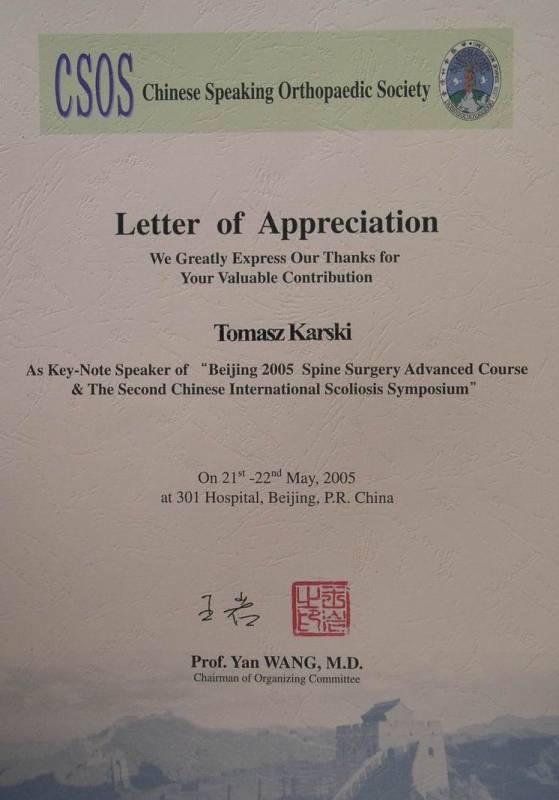 CSOS Chinese Speaking Orthopaedic Society
Letter of Appreciation
We Greatly Express Our Thanks for
Your Valuable Contribution
Tomasz Karski
As Key-Note Speaker of “Beijing 2005 Spine Surgery Advanced Course
& The Second Chinese International Scoliosis Symposium”
On 21st -22nd May, 2005
at 301 Hospital, Beijing, P.R. China
王岩
Prof. Yan WANG, M.D.
Chairman of Organizing Committee